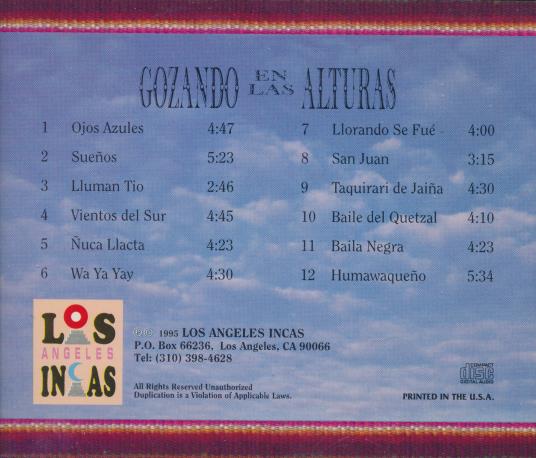 GOZANDO EN LAS ALTURAS
1 Ojos Azules 4:47
2 Sueños 5:23
3 Lluman Tio 2:46
4 Vientos del Sur 4:45
5 Ñuca Llacta 4:23
6 Wa Ya Yay 4:30
7 Llorando Se Fué 4:00
8 San Juan 3:15
9 Taquirari de Jaiña 4:30
10 Baile del Quetzal 4:10
11 Baila Negra 4:23
12 Humawaqueño 5:34
LOS
ANGELES
INCAS
℗© 1995 LOS ANGELES INCAS
P.O. Box 66236, Los Angeles, CA 90066
Tel: (310) 398-4628
All Rights Reserved Unauthorized
Duplication is a Violation of Applicable Laws.
COMPACT
disc
DIGITAL AUDIO
PRINTED IN THE U.S.A.